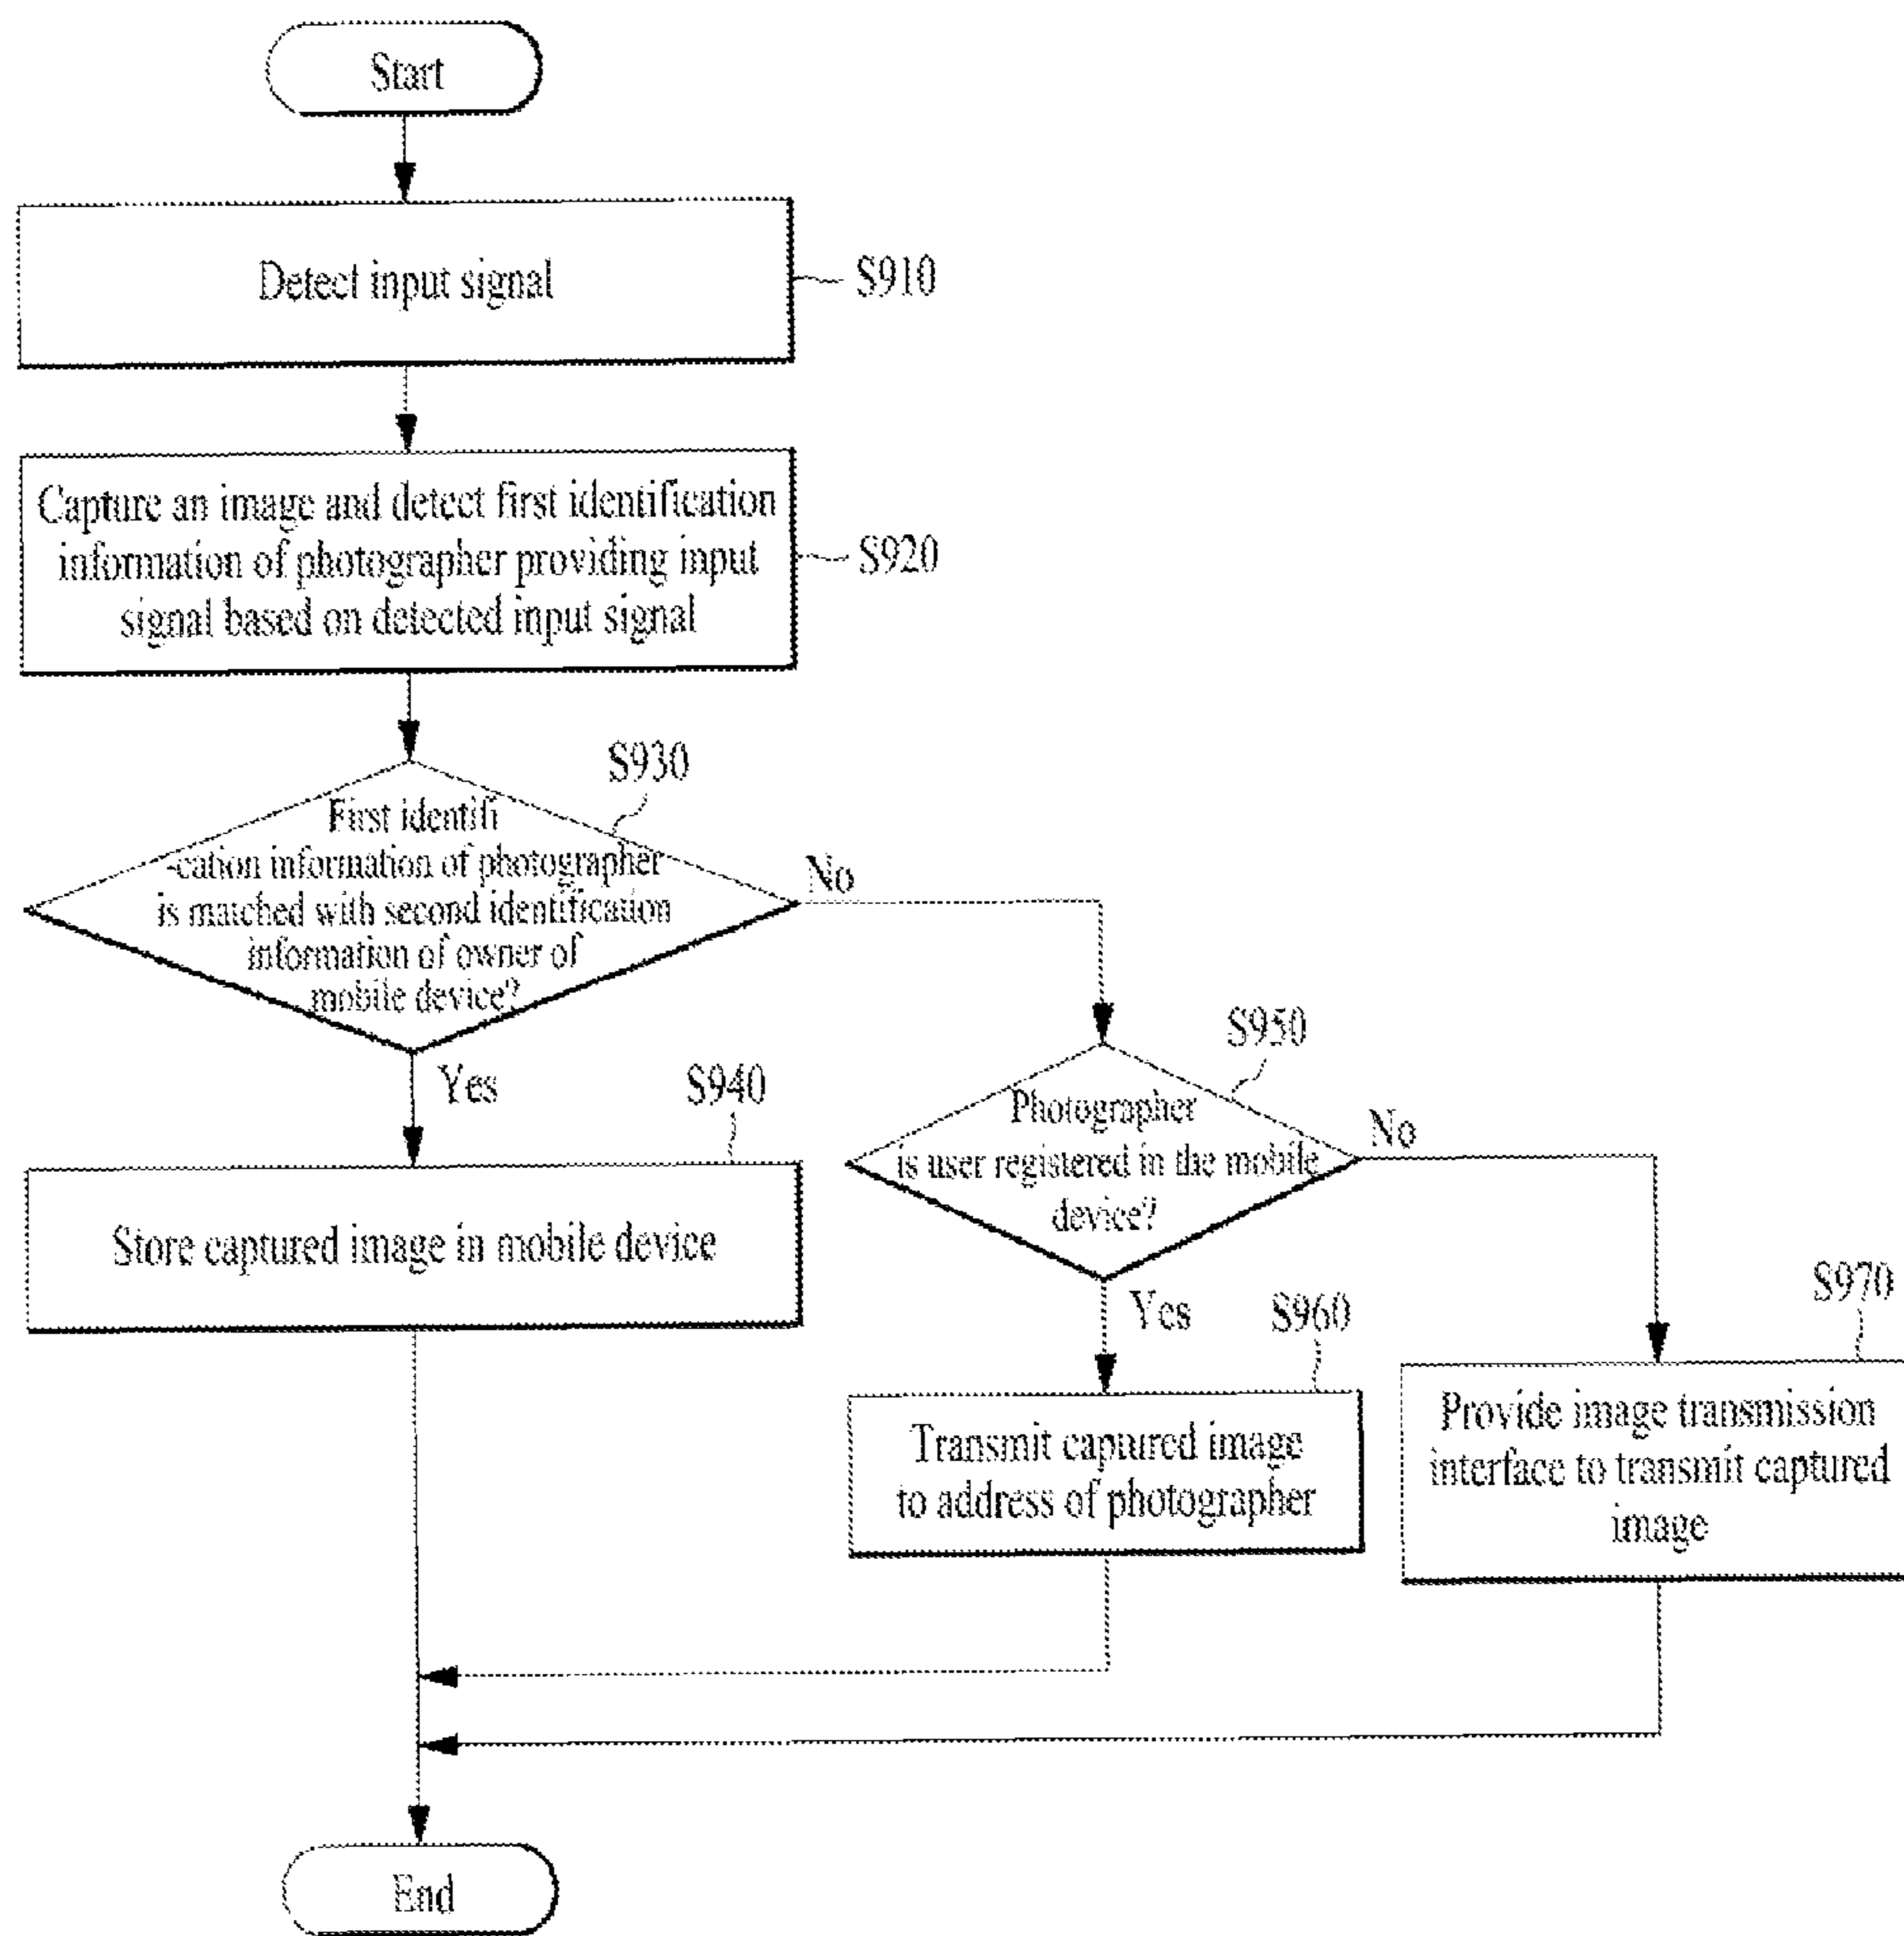 Start
Detect input signal
S910
Capture an image and detect first identification
information of photographer providing input
signal based on detected input signal
S920
S930
First identifi
-cation information of photographer
is matched with second identification
information of owner of
mobile device?
No
Yes
S940
Store captured image in mobile device
S950
Photographer
is user registered in the mobile
device?
No
Yes
S960
Transmit captured image
to address of photographer
S970
Provide image transmission
interface to transmit captured
image
End